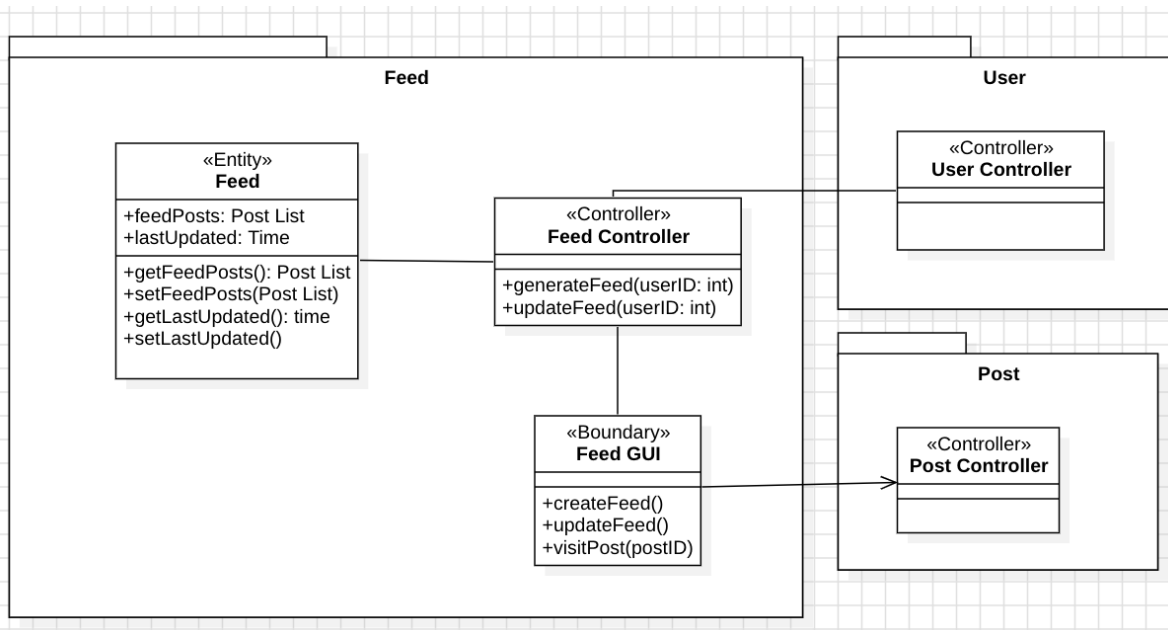 Feed
«Entity»
Feed
+feedPosts: Post List
+lastUpdated: Time
+getFeedPosts(): Post List
+setFeedPosts(Post List)
+getLastUpdated(): time
+setLastUpdated()
«Controller»
Feed Controller
+generateFeed(userID: int)
+updateFeed(userID: int)
«Boundary»
Feed GUI
+createFeed()
+updateFeed()
+visitPost(postID)
User
«Controller»
User Controller
Post
«Controller»
Post Controller